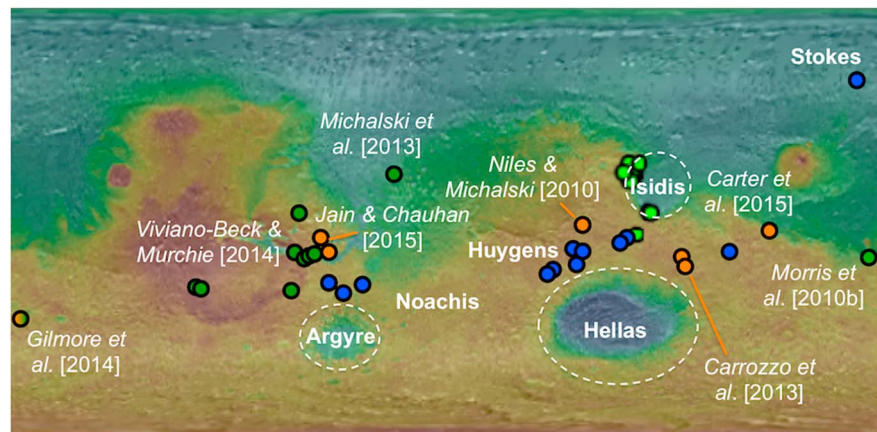 Stokes
Michalski et
al. [2013]
Niles &
Michalski [2010]
Isidis
Carter et
al. [2015]
Viviano-Beck &
Murchie [2014]
Jain & Chauhan
[2015]
Huygens
Noachis
Morris et
al. [2010b]
Gilmore et
al. [2014]
Argyre
Hellas
Carrozzo et
al. [2013]